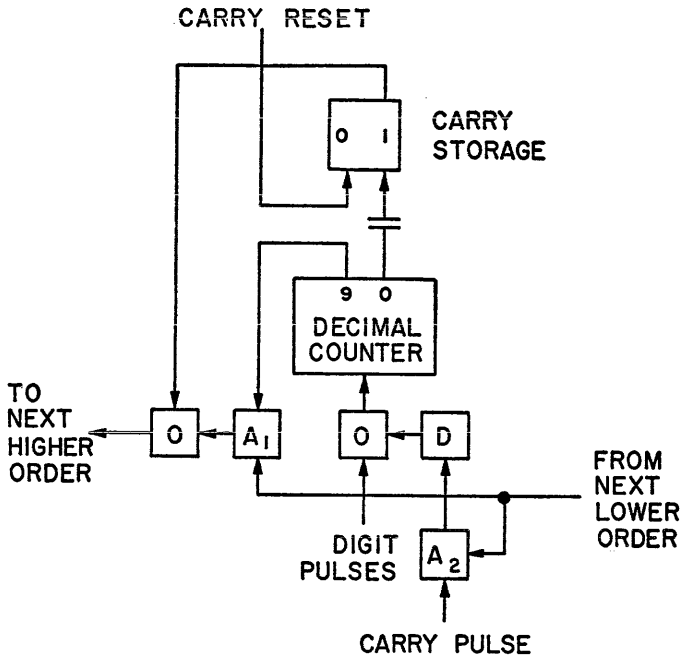 CARRY RESET
0 1
CARRY
STORAGE
9 0
DECIMAL
COUNTER
TO
NEXT
HIGHER
ORDER
O
A1
O
D
FROM
NEXT
LOWER
ORDER
DIGIT
PULSES
A2
CARRY PULSE